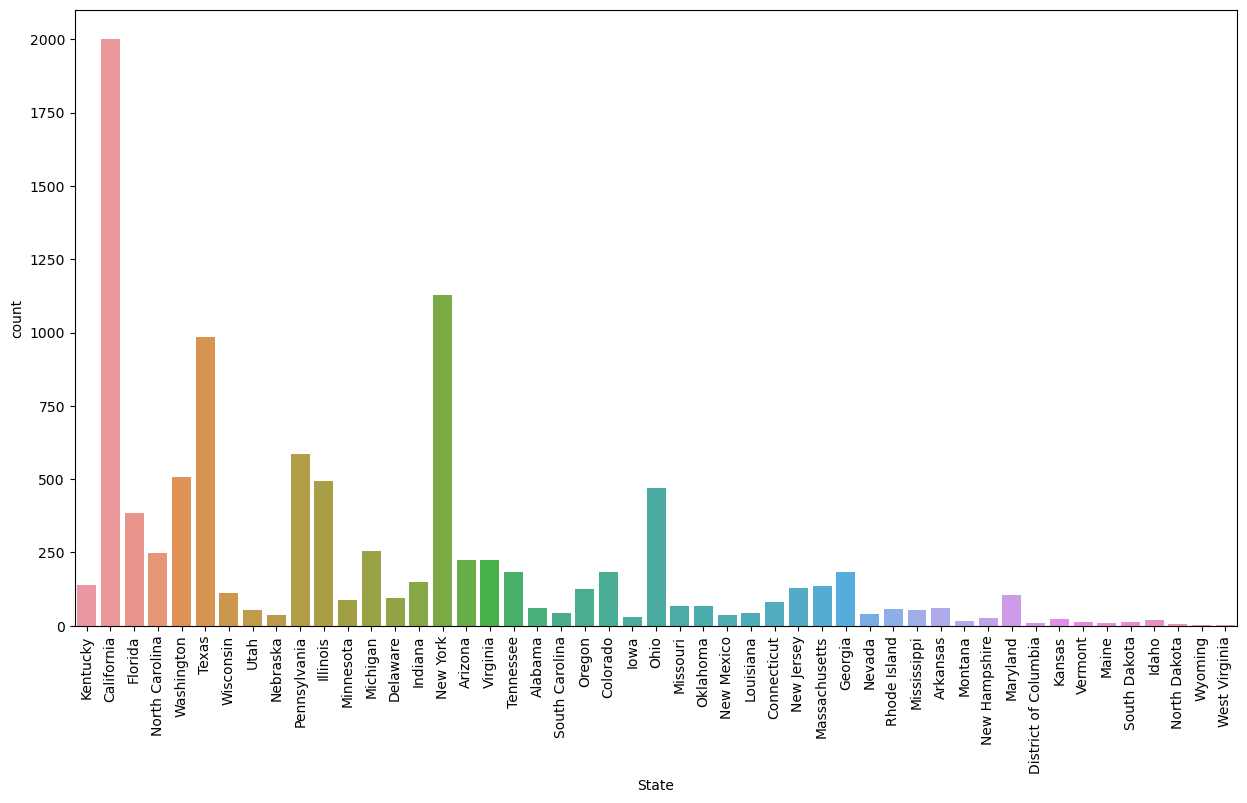 2000
1750
1500
1250
1000
750
500
250
0
count
Kentucky
California
Florida
North Carolina
Washington
Texas
Wisconsin
Utah
Nebraska
Pennsylvania
Illinois
Minnesota
Michigan
Delaware
Indiana
New York
Arizona
Virginia
Tennessee
Alabama
South Carolina
Oregon
Colorado
Iowa
Ohio
Missouri
Oklahoma
New Mexico
Louisiana
Connecticut
New Jersey
Massachusetts
Georgia
Nevada
Rhode Island
Mississippi
Arkansas
Montana
New Hampshire
Maryland
District of Columbia
Kansas
Vermont
Maine
South Dakota
Idaho
North Dakota
Wyoming
West Virginia
State